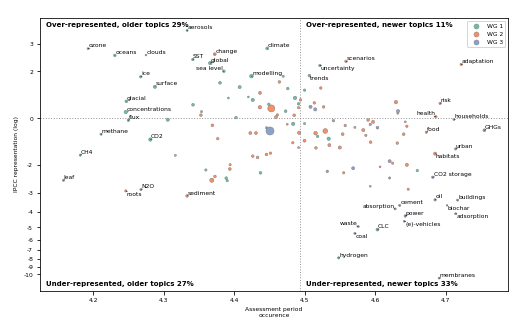 Over-represented, older topics 29%
Over-represented, newer topics 11%
WG 1
WG 2
WG 3
aerosols
ozone
oceans
clouds
SST
change
climate
global
sea level
modelling
ice
surface
glacial
concentrations
flux
methane
CO2
CH4
leaf
N2O
roots
sediment
hydrogen
scenarios
uncertainty
trends
adaptation
risk
health
households
food
GHGs
urban
habitats
CO2 storage
oil
buildings
cement
absorption
biochar
power
adsorption
waste
CLC
(e)-vehicles
coal
membranes
Under-represented, older topics 27%
Under-represented, newer topics 33%
IPCC representation (log)
3
2
0
-2
-3
-4
-5
-6
-7
-8
-9
-10
4.2
4.3
4.4
4.5
4.6
4.7
Assessment period
occurence